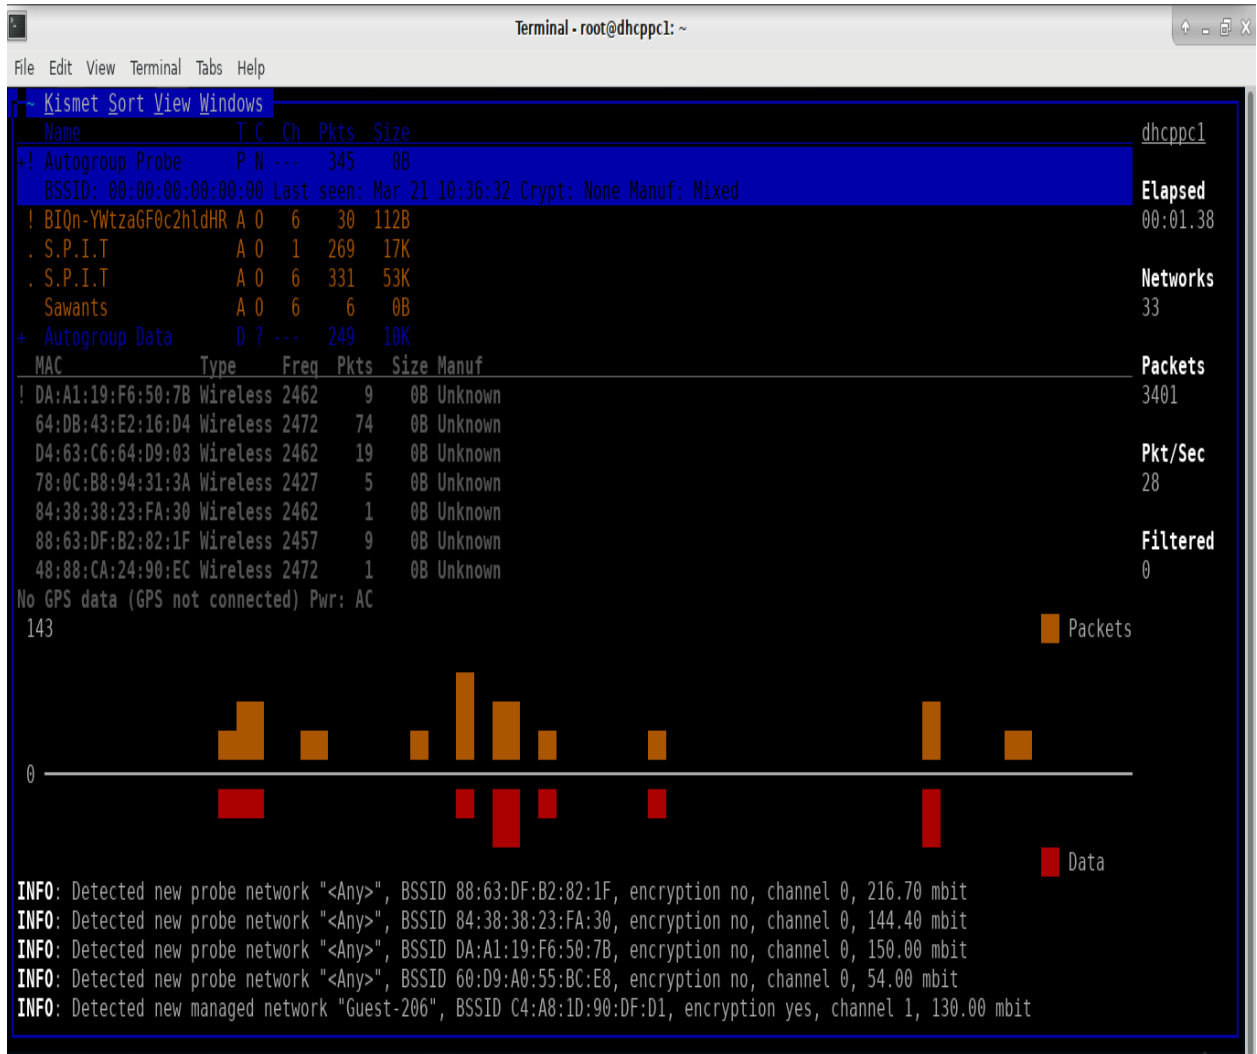 Terminal - root@dhcppc1: ~
File Edit View Terminal Tabs Help
~ Kismet Sort View Windows
Name T C Ch Pkts Size
+! Autogroup Probe P N --- 345 0B
BSSID: 00:00:00:00:00:00 Last seen: Mar 21 10:36:32 Crypt: None Manuf: Mixed
! BIQn-YWtzaGF0c2hldHR A O 6 30 112B
. S.P.I.T A O 1 269 17K
. S.P.I.T A O 6 331 53K
Sawants A O 6 6 0B
+ Autogroup Data D ? --- 249 10K
MAC Type Freq Pkts Size Manuf
! DA:A1:19:F6:50:7B Wireless 2462 9 0B Unknown
64:DB:43:E2:16:D4 Wireless 2472 74 0B Unknown
D4:63:C6:64:D9:03 Wireless 2462 19 0B Unknown
78:0C:B8:94:31:3A Wireless 2427 5 0B Unknown
84:38:38:23:FA:30 Wireless 2462 1 0B Unknown
88:63:DF:B2:82:1F Wireless 2457 9 0B Unknown
48:88:CA:24:90:EC Wireless 2472 1 0B Unknown
No GPS data (GPS not connected) Pwr: AC
143
Packets
0
Data
INFO: Detected new probe network "<Any>", BSSID 88:63:DF:B2:82:1F, encryption no, channel 0, 216.70 mbit
INFO: Detected new probe network "<Any>", BSSID 84:38:38:23:FA:30, encryption no, channel 0, 144.40 mbit
INFO: Detected new probe network "<Any>", BSSID DA:A1:19:F6:50:7B, encryption no, channel 0, 150.00 mbit
INFO: Detected new probe network "<Any>", BSSID 60:D9:A0:55:BC:E8, encryption no, channel 0, 54.00 mbit
INFO: Detected new managed network "Guest-206", BSSID C4:A8:1D:90:DF:D1, encryption yes, channel 1, 130.00 mbit
dhcppc1
Elapsed
00:01.38
Networks
33
Packets
3401
Pkt/Sec
28
Filtered
0